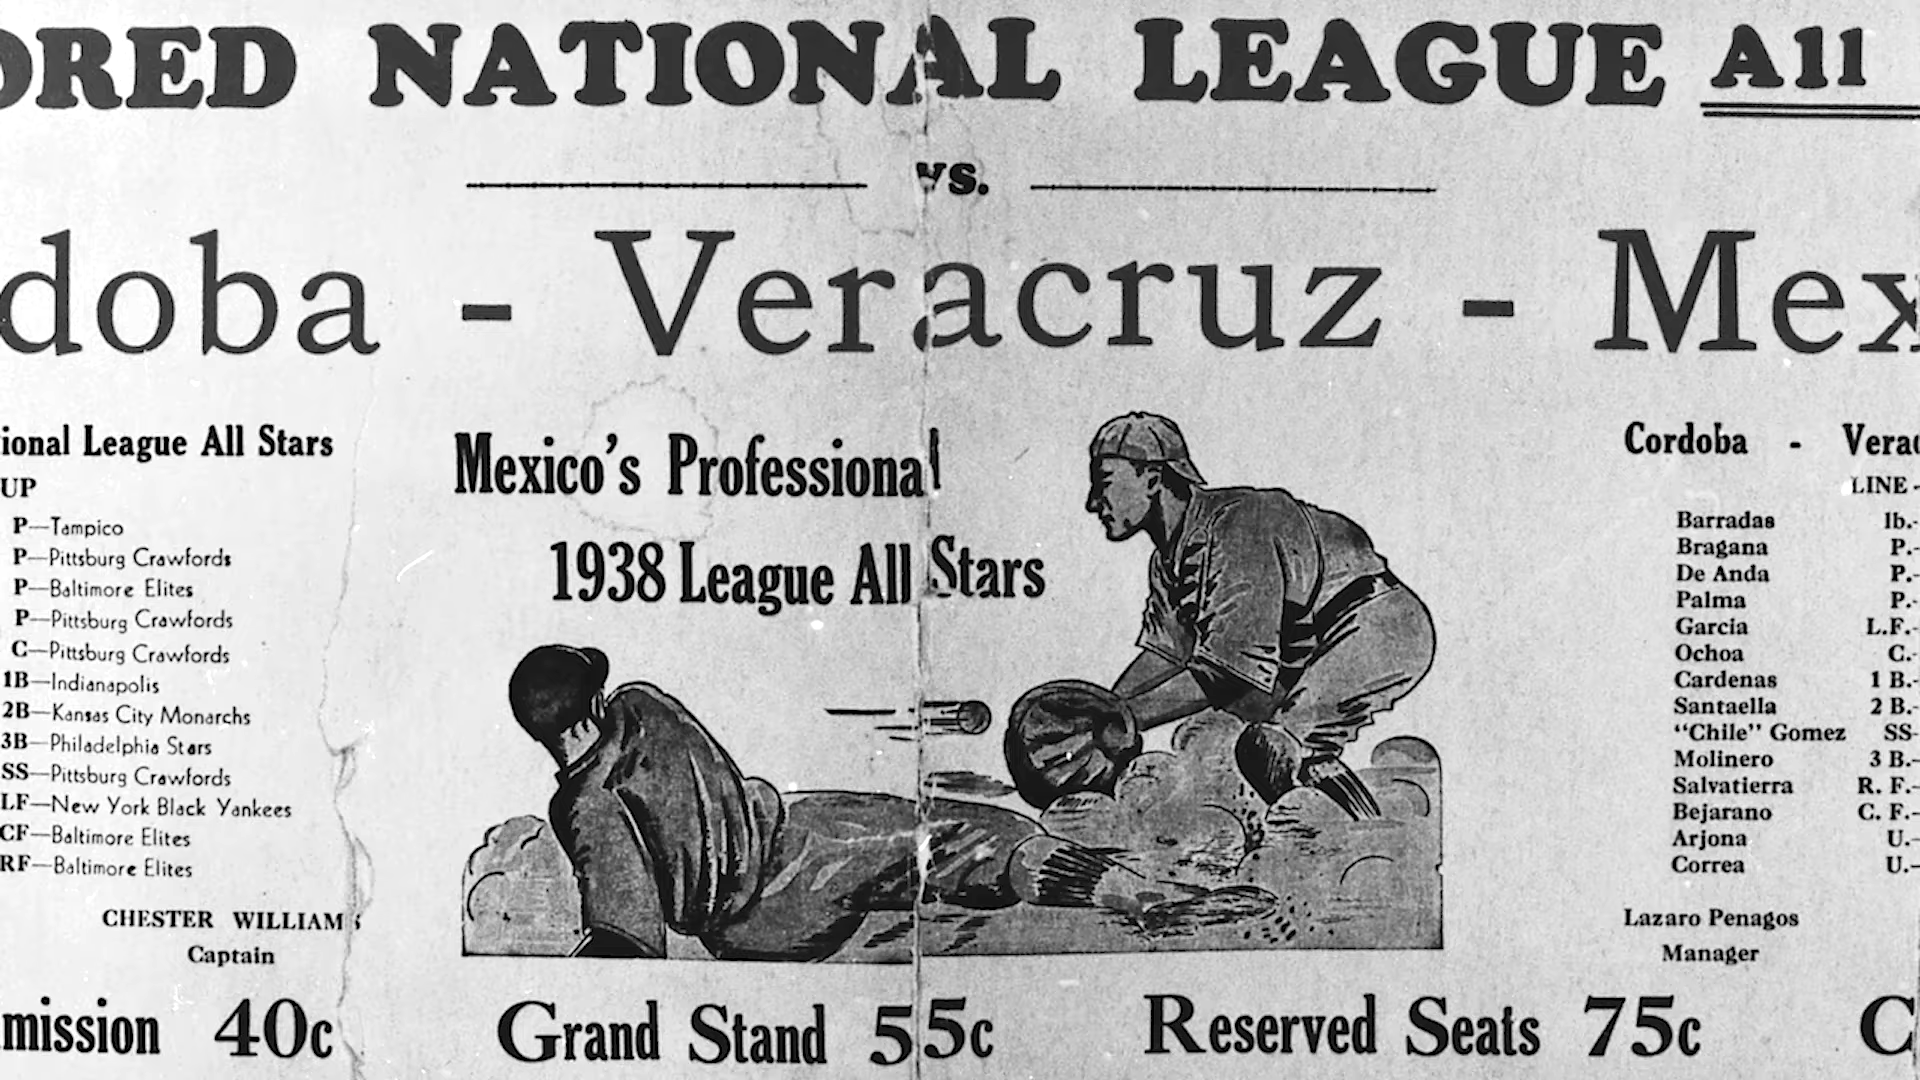 ORED NATIONAL LEAGUE All
vs.
doba - Veracruz - Mex
ional League All Stars
UP
P—Tampico
P—Pittsburg Crawfords
P—Baltimore Elites
P—Pittsburg Crawfords
C—Pittsburg Crawfords
1B—Indianapolis
2B—Kansas City Monarchs
3B—Philadelphia Stars
SS—Pittsburg Crawfords
LF—New York Black Yankees
CF—Baltimore Elites
RF—Baltimore Elites
CHESTER WILLIAMS
Captain
Mexico's Professional
1938 League All Stars
Cordoba - Verac
LINE-
Barradas 1b.-
Bragana P.-
De Anda P.-
Palma P.-
Garcia L.F.-
Ochoa C.-
Cardenas 1 B.-
Santaella 2 B.-
"Chile" Gomez SS-
Molinero 3 B.-
Salvatierra R. F.-
Bejarano C. F.-
Arjona U.-
Correa U.-
Lazaro Penagos
Manager
mission 40c Grand Stand 55c Reserved Seats 75c C